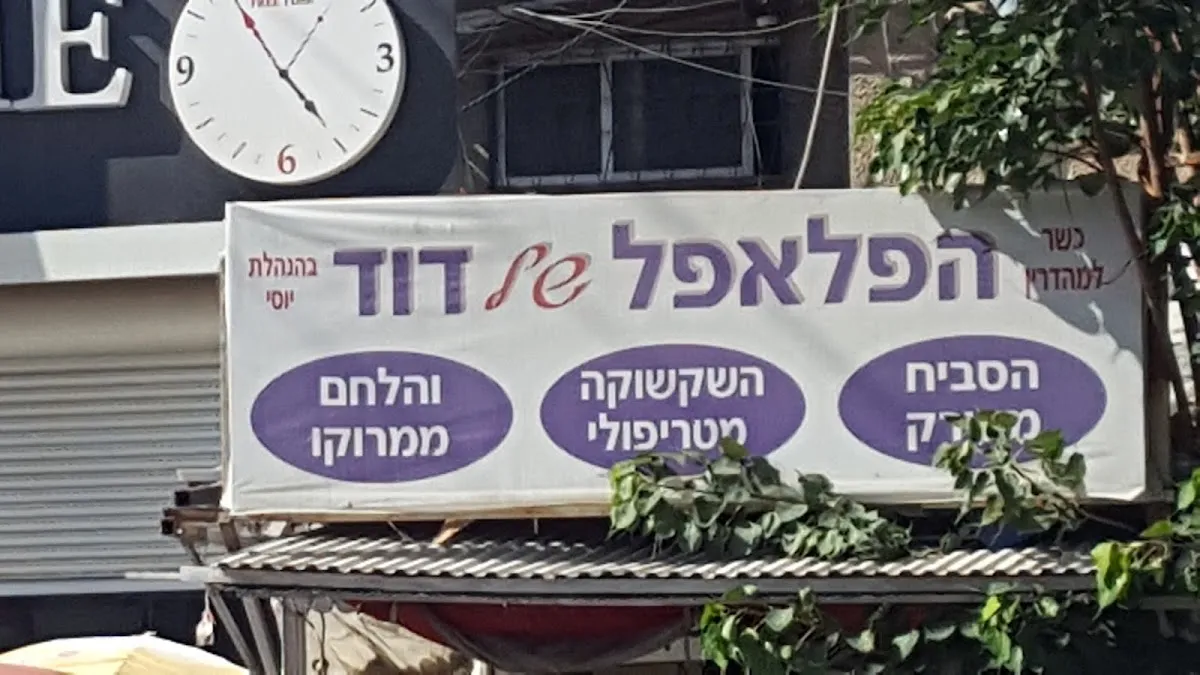 E
9
3
6
כשר
למהדרין
הפלאפל של דוד
בהנהלת
יוסי
הסביח
השקשוקה
מטריפולי
והלחם
ממרוקו